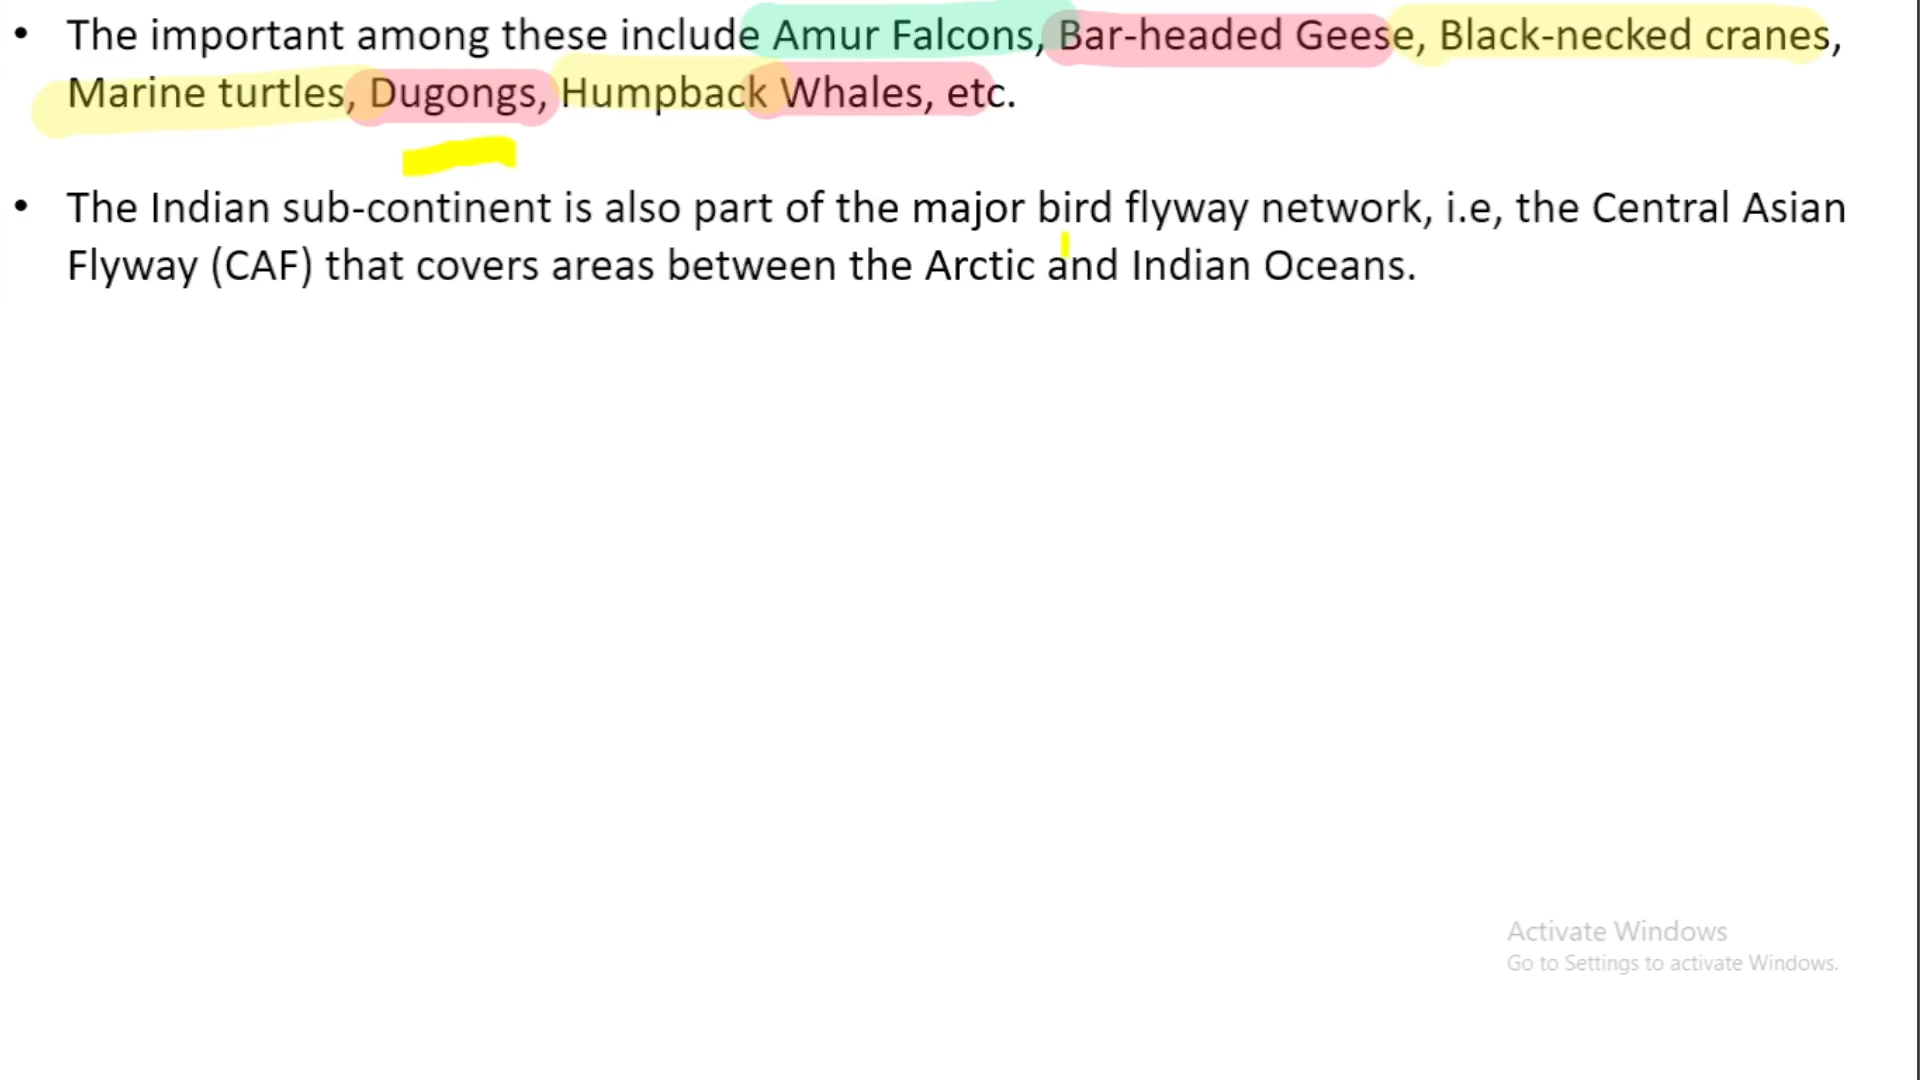 • The important among these include Amur Falcons, Bar-headed Geese, Black-necked cranes,
Marine turtles, Dugongs, Humpback Whales, etc.
• The Indian sub-continent is also part of the major bird flyway network, i.e, the Central Asian
Flyway (CAF) that covers areas between the Arctic and Indian Oceans.
Activate Windows
Go to Settings to activate Windows.